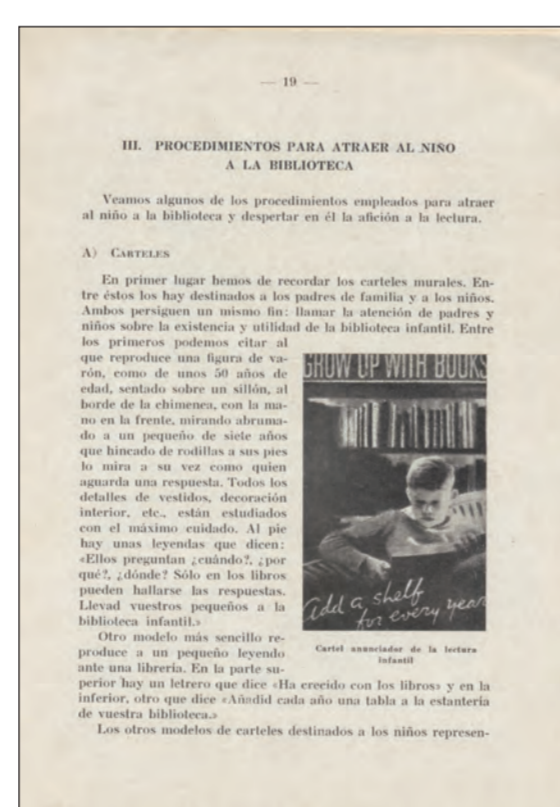 — 19 —
III. PROCEDIMIENTOS PARA ATRAER AL NIÑO
A LA BIBLIOTECA
Veamos algunos de los procedimientos empleados para atraer
al niño a la biblioteca y despertar en él la afición a la lectura.
A) CARTELES
En primer lugar hemos de recordar los carteles murales. En-
tre éstos los hay destinados a los padres de familia y a los niños.
Ambos persiguen un mismo fin: llamar la atención de padres y
niños sobre la existencia y utilidad de la biblioteca infantil. Entre
los primeros podemos citar al
que reproduce una figura de va-
rón, como de unos 50 años de
edad, sentado sobre un sillón, al
borde de la chimenea, con la ma-
no en la frente, mirando abruma-
do a un pequeño de siete años
que hincado de rodillas a sus pies
lo mira a su vez como quien
aguarda una respuesta. Todos los
detalles de vestidos, decoración
interior, etc., están estudiados
con el máximo cuidado. Al pie
hay unas leyendas que dicen:
«Ellos preguntan ¿cuándo?, ¿por
qué?, ¿dónde? Sólo en los libros
pueden hallarse las respuestas.
Llevad vuestros pequeños a la
biblioteca infantil.»
Otro modelo más sencillo re-
produce a un pequeño leyendo
ante una librería. En la parte su-
perior hay un letrero que dice «Ha crecido con los libros» y en la
inferior, otro que dice «Añadid cada año una tabla a la estantería
de vuestra biblioteca.»
Los otros modelos de carteles destinados a los niños represen-
GROW UP WITH BOOKS
add a shelf
for every year
Cartel anunciador de la lectura
infantil